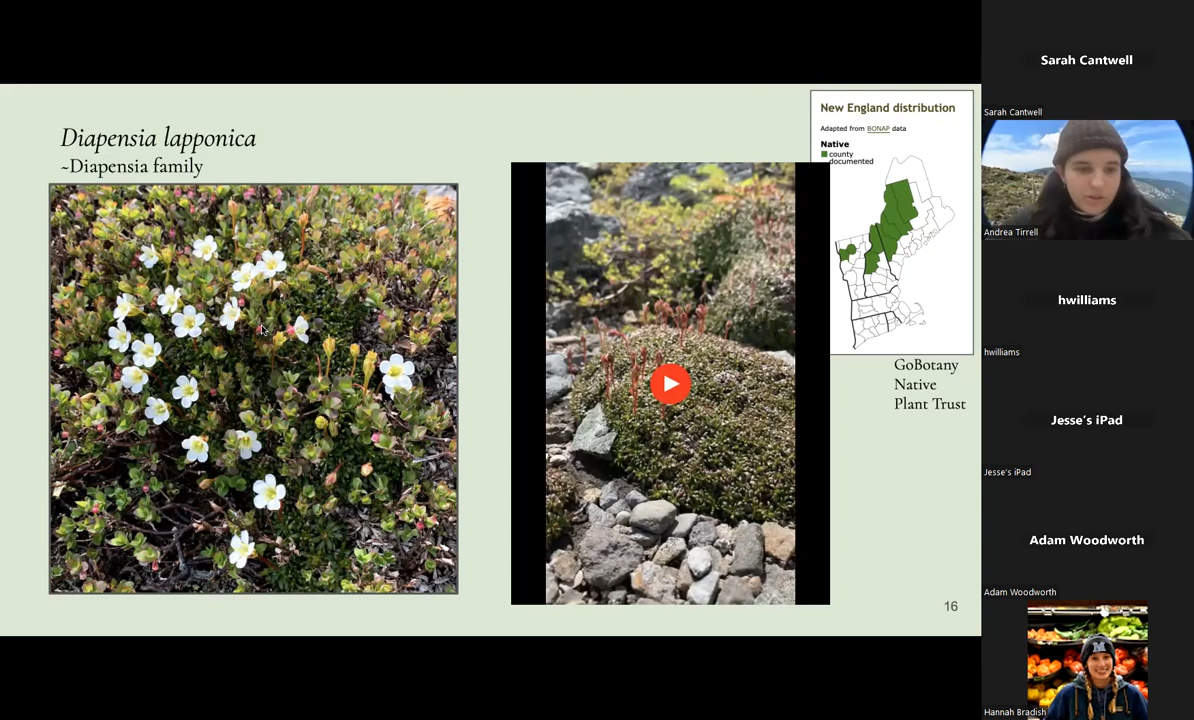 Diapensia lapponica
~Diapensia family
New England distribution
Adapted from BONAP data
Native
county
documented
GoBotany
Native
Plant Trust
16
Sarah Cantwell
Sarah Cantwell
Andrea Tirrell
hwilliams
hwilliams
Jesse's iPad
Jesse's iPad
Adam Woodworth
Adam Woodworth
M
Hannah Bradish